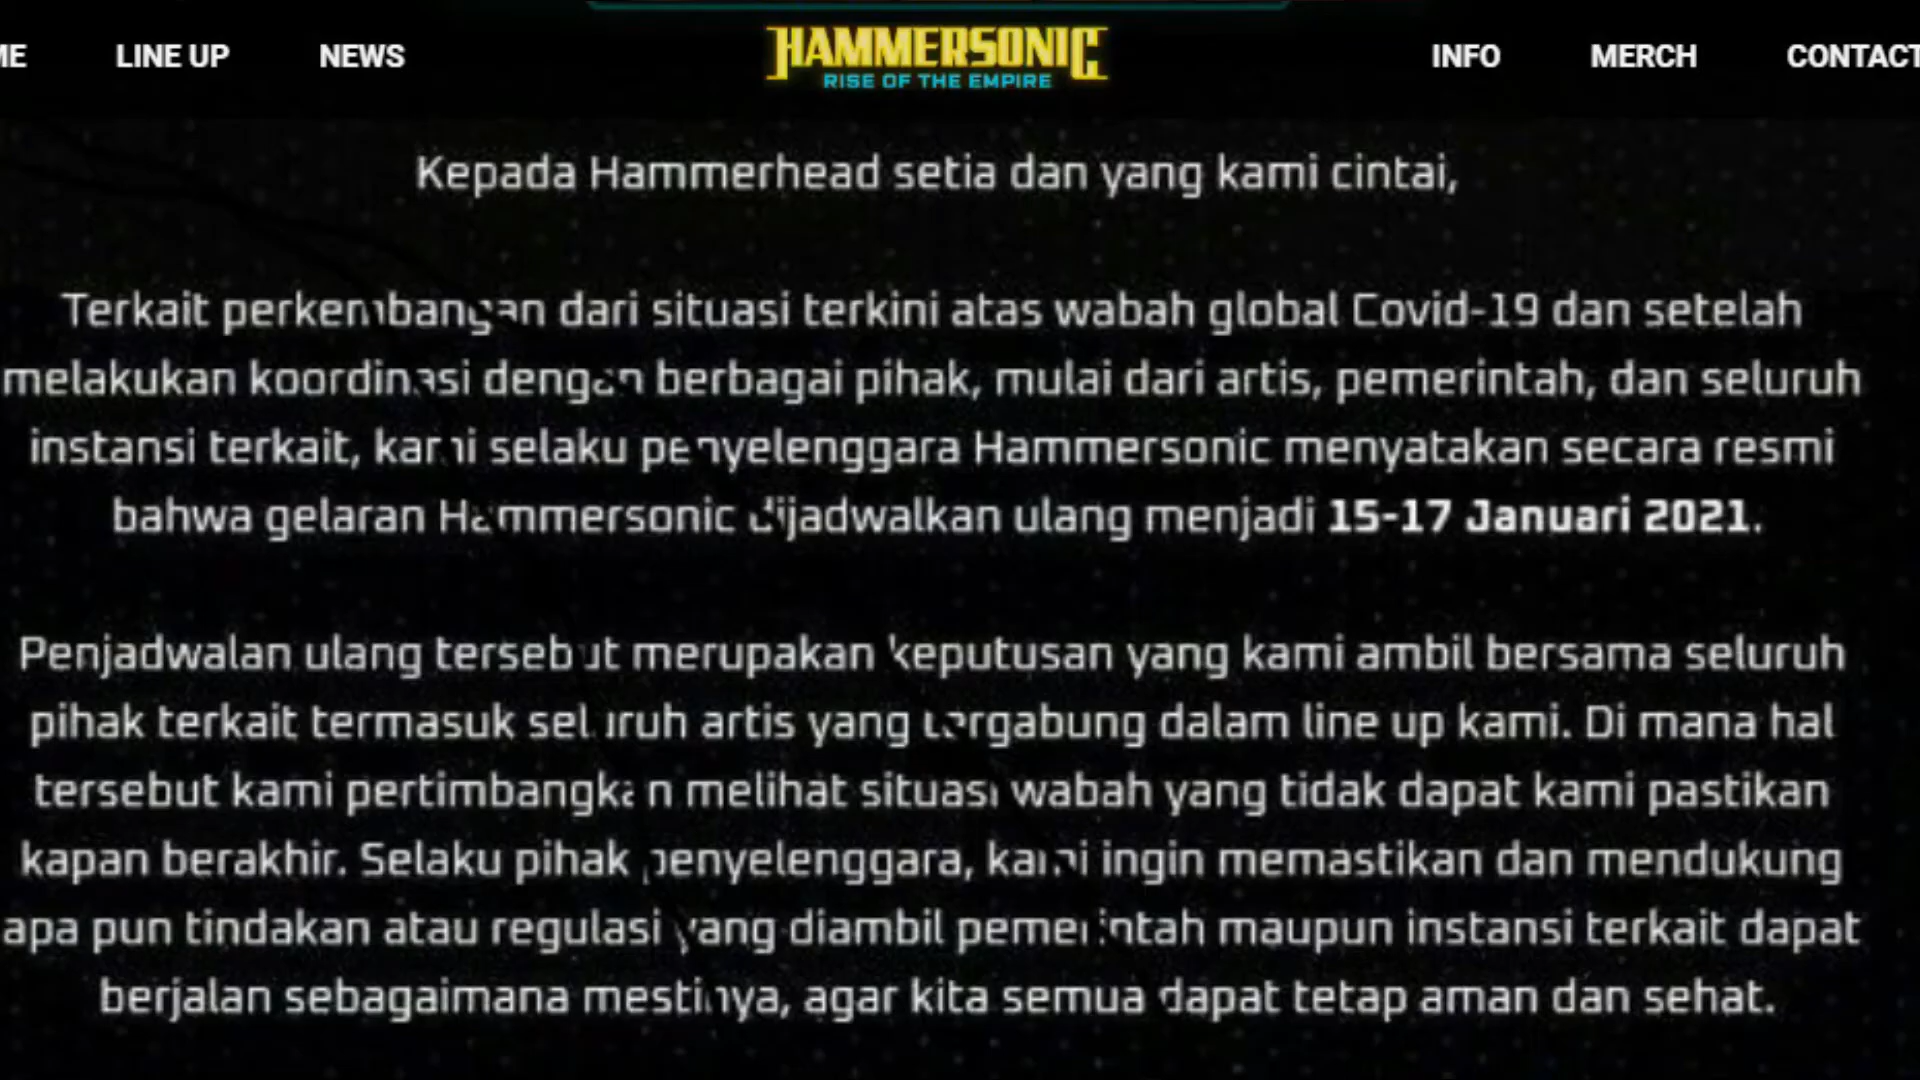 ME LINE UP NEWS HAMMERSONIC INFO MERCH CONTACT
RISE OF THE EMPIRE
Kepada Hammerhead setia dan yang kami cintai,
Terkait perkembangan dari situasi terkini atas wabah global Covid-19 dan setelah
melakukan koordinasi dengan berbagai pihak, mulai dari artis, pemerintah, dan seluruh
instansi terkait, kami selaku penyelenggara Hammersonic menyatakan secara resmi
bahwa gelaran Hammersonic dijadwalkan ulang menjadi 15-17 Januari 2021.
Penjadwalan ulang tersebut merupakan keputusan yang kami ambil bersama seluruh
pihak terkait termasuk seluruh artis yang tergabung dalam line up kami. Di mana hal
tersebut kami pertimbangkan melihat situasi wabah yang tidak dapat kami pastikan
kapan berakhir. Selaku pihak penyelenggara, kami ingin memastikan dan mendukung
apa pun tindakan atau regulasi yang diambil pemerintah maupun instansi terkait dapat
berjalan sebagaimana mestinya, agar kita semua dapat tetap aman dan sehat.